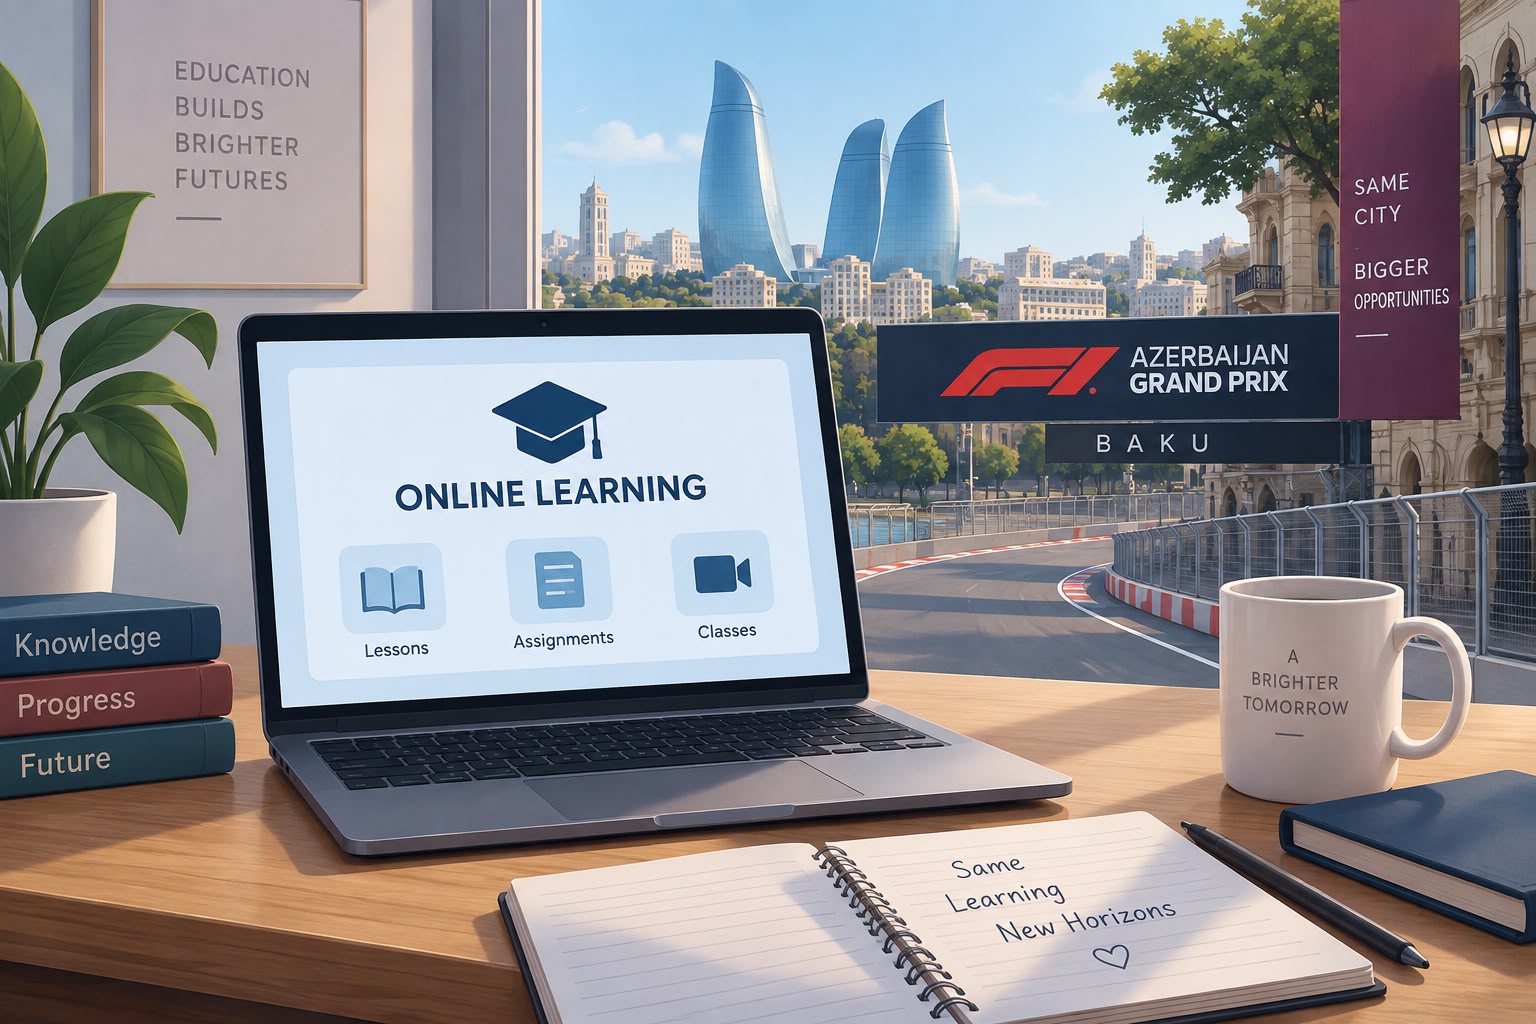 EDUCATION
BUILDS
BRIGHTER
FUTURES
SAME
CITY
BIGGER
OPPORTUNITIES
F1
AZERBAIJAN
GRAND PRIX
BAKU
ONLINE LEARNING
Lessons
Assignments
Classes
Knowledge
Progress
Future
A
BRIGHTER
TOMORROW
Same
Learning
New Horizons